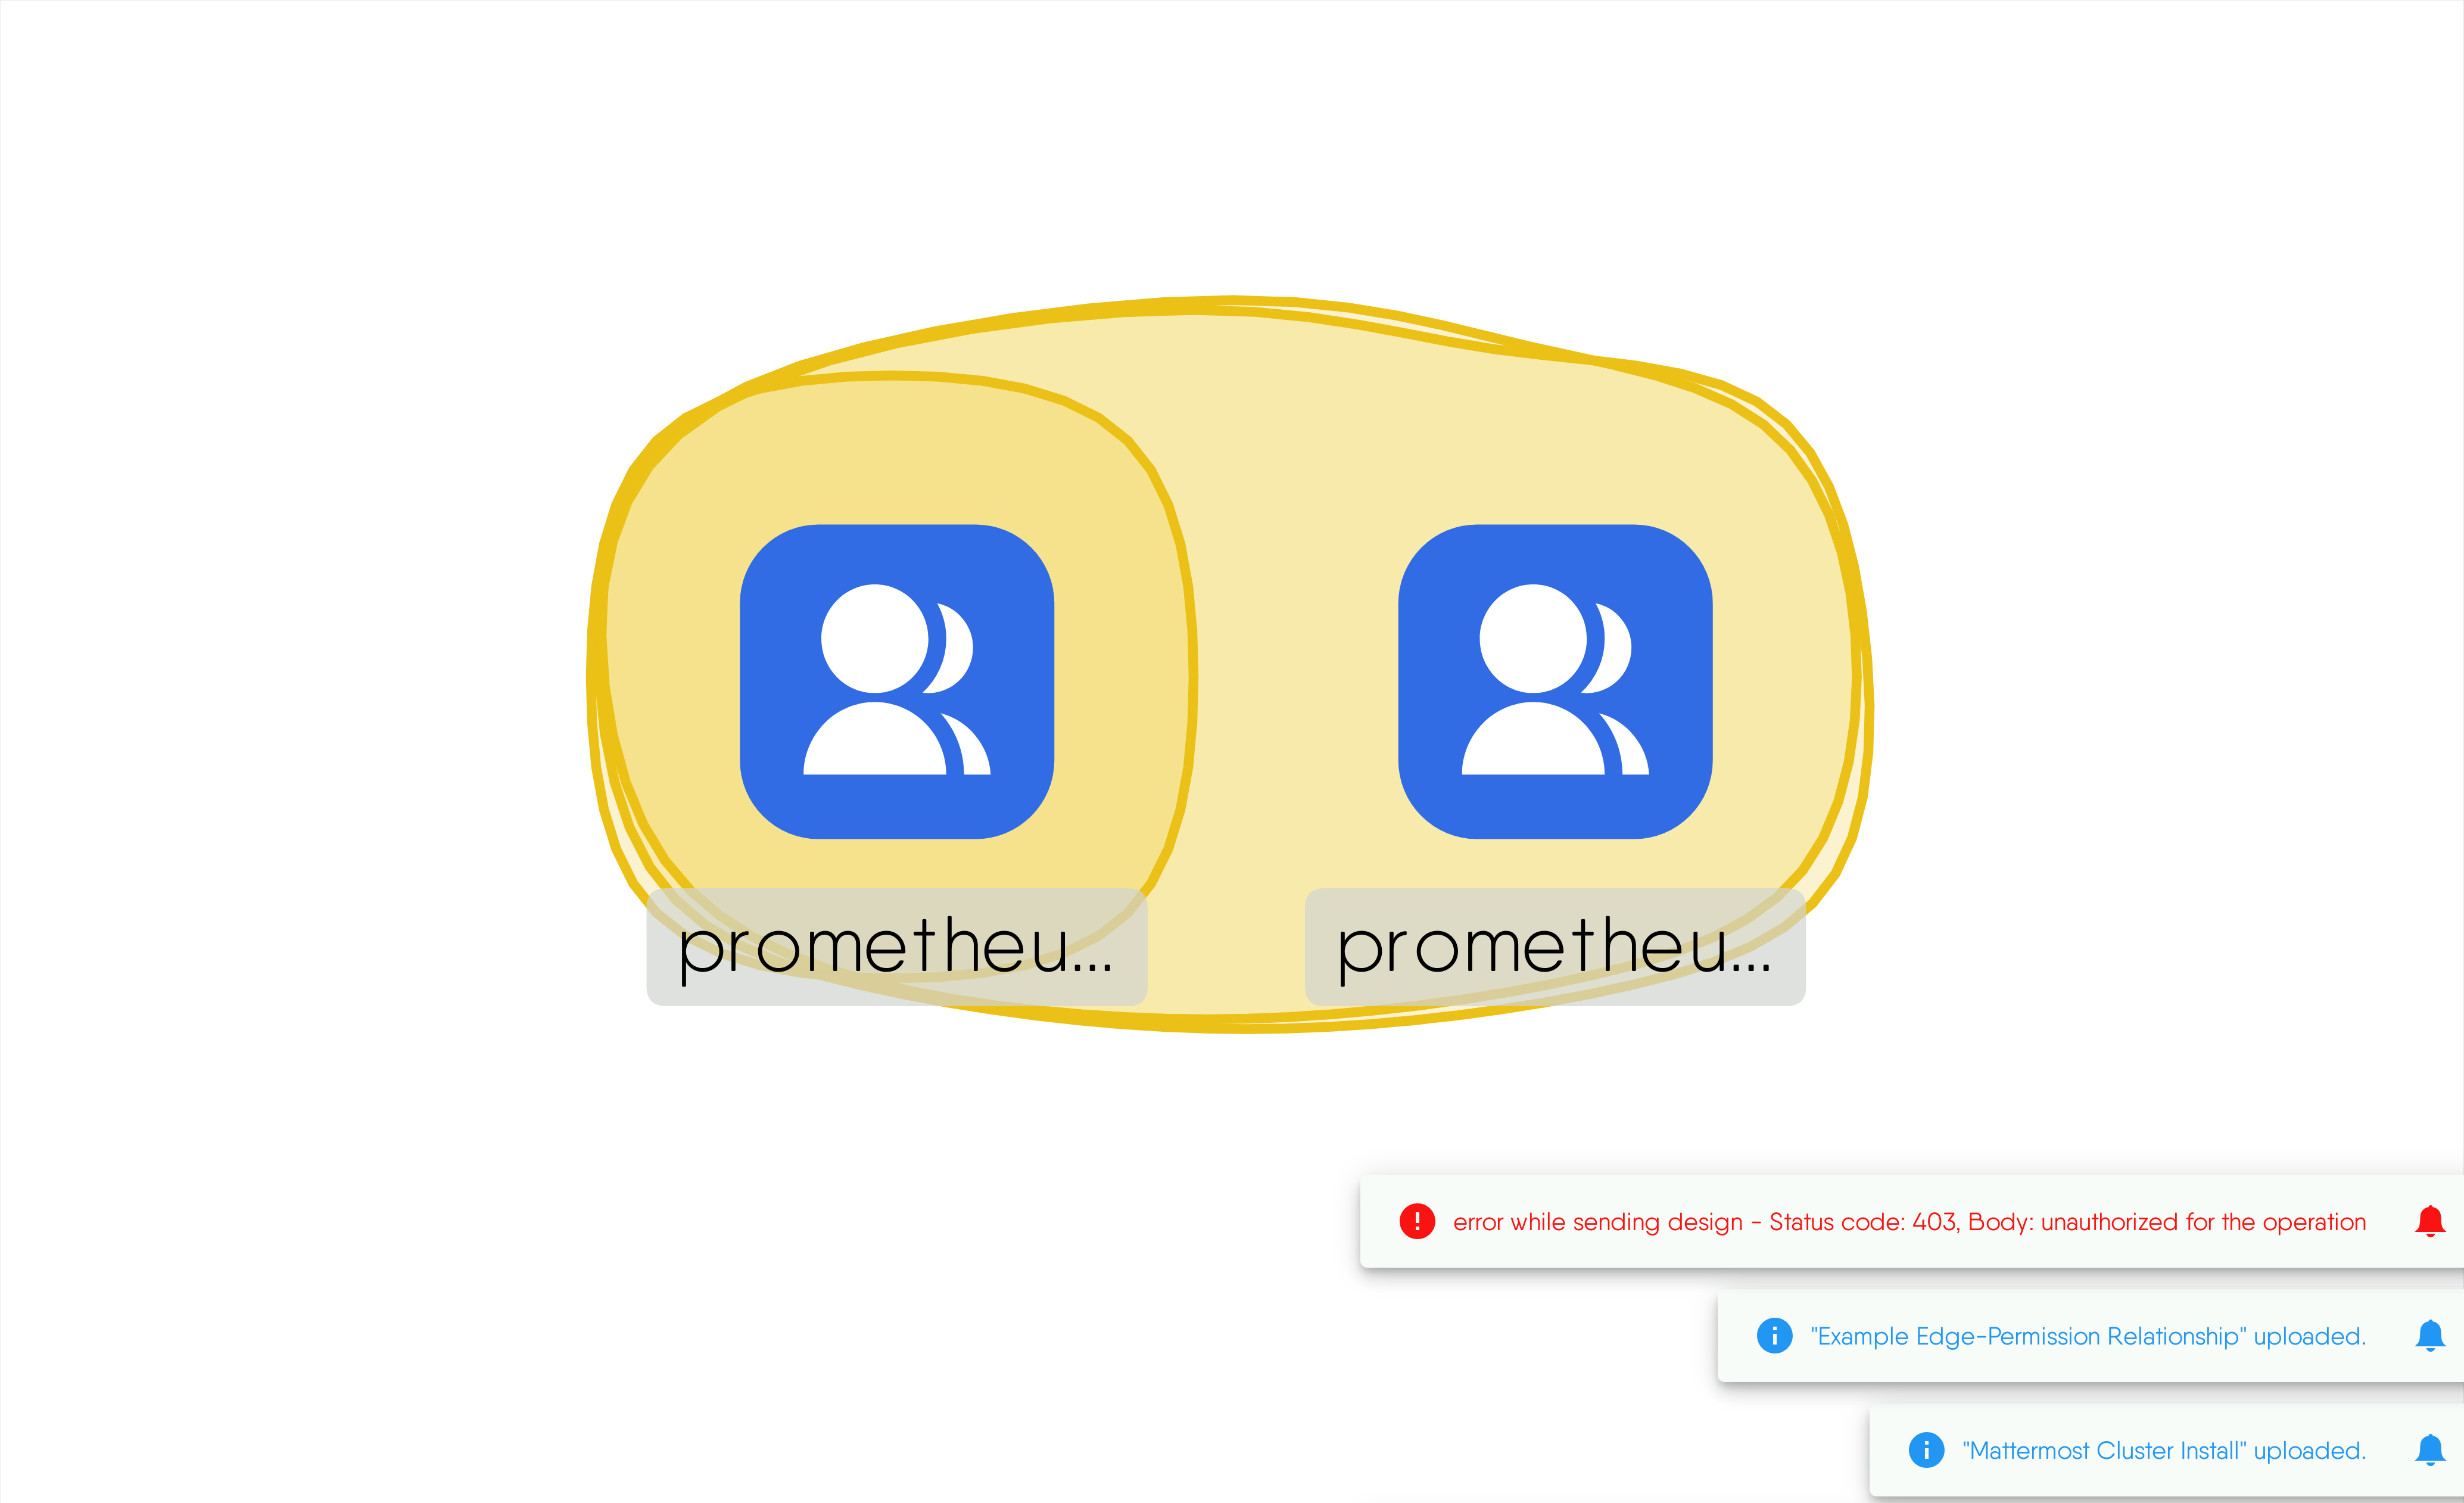 prometheu...
prometheu...
error while sending design - Status code: 403, Body: unauthorized for the operation
"Example Edge-Permission Relationship" uploaded.
"Mattermost Cluster Install" uploaded.